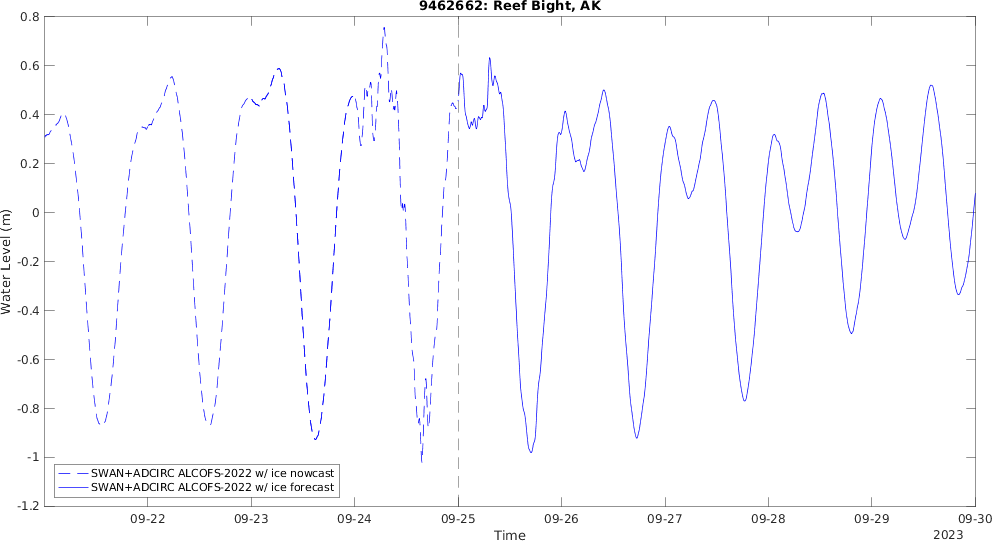 9462662: Reef Bight, AK
Water Level (m)
0.8
0.6
0.4
0.2
0
-0.2
-0.4
-0.6
-0.8
-1
-1.2
SWAN+ADCIRC ALCOFS-2022 w/ ice nowcast
SWAN+ADCIRC ALCOFS-2022 w/ ice forecast
09-22 09-23 09-24 09-25 09-26 09-27 09-28 09-29 09-30
Time
2023